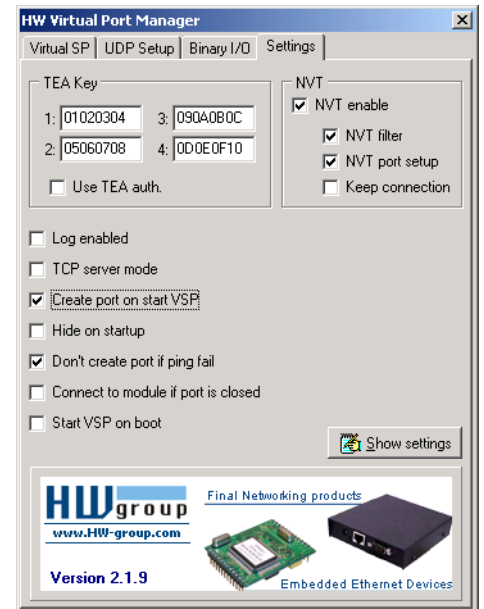 HW Virtual Port Manager
Virtual SP UDP Setup Binary I/O Settings
TEA Key
1: 01020304 3: 090A0B0C
2: 05060708 4: 0D0E0F10
Use TEA auth.
NVT
NVT enable
NVT filter
NVT port setup
Keep connection
Log enabled
TCP server mode
Create port on start VSP
Hide on startup
Don't create port if ping fail
Connect to module if port is closed
Start VSP on boot
Show settings
HWgroup
www.HW-group.com
Version 2.1.9
Final Networking products
Embedded Ethernet Devices